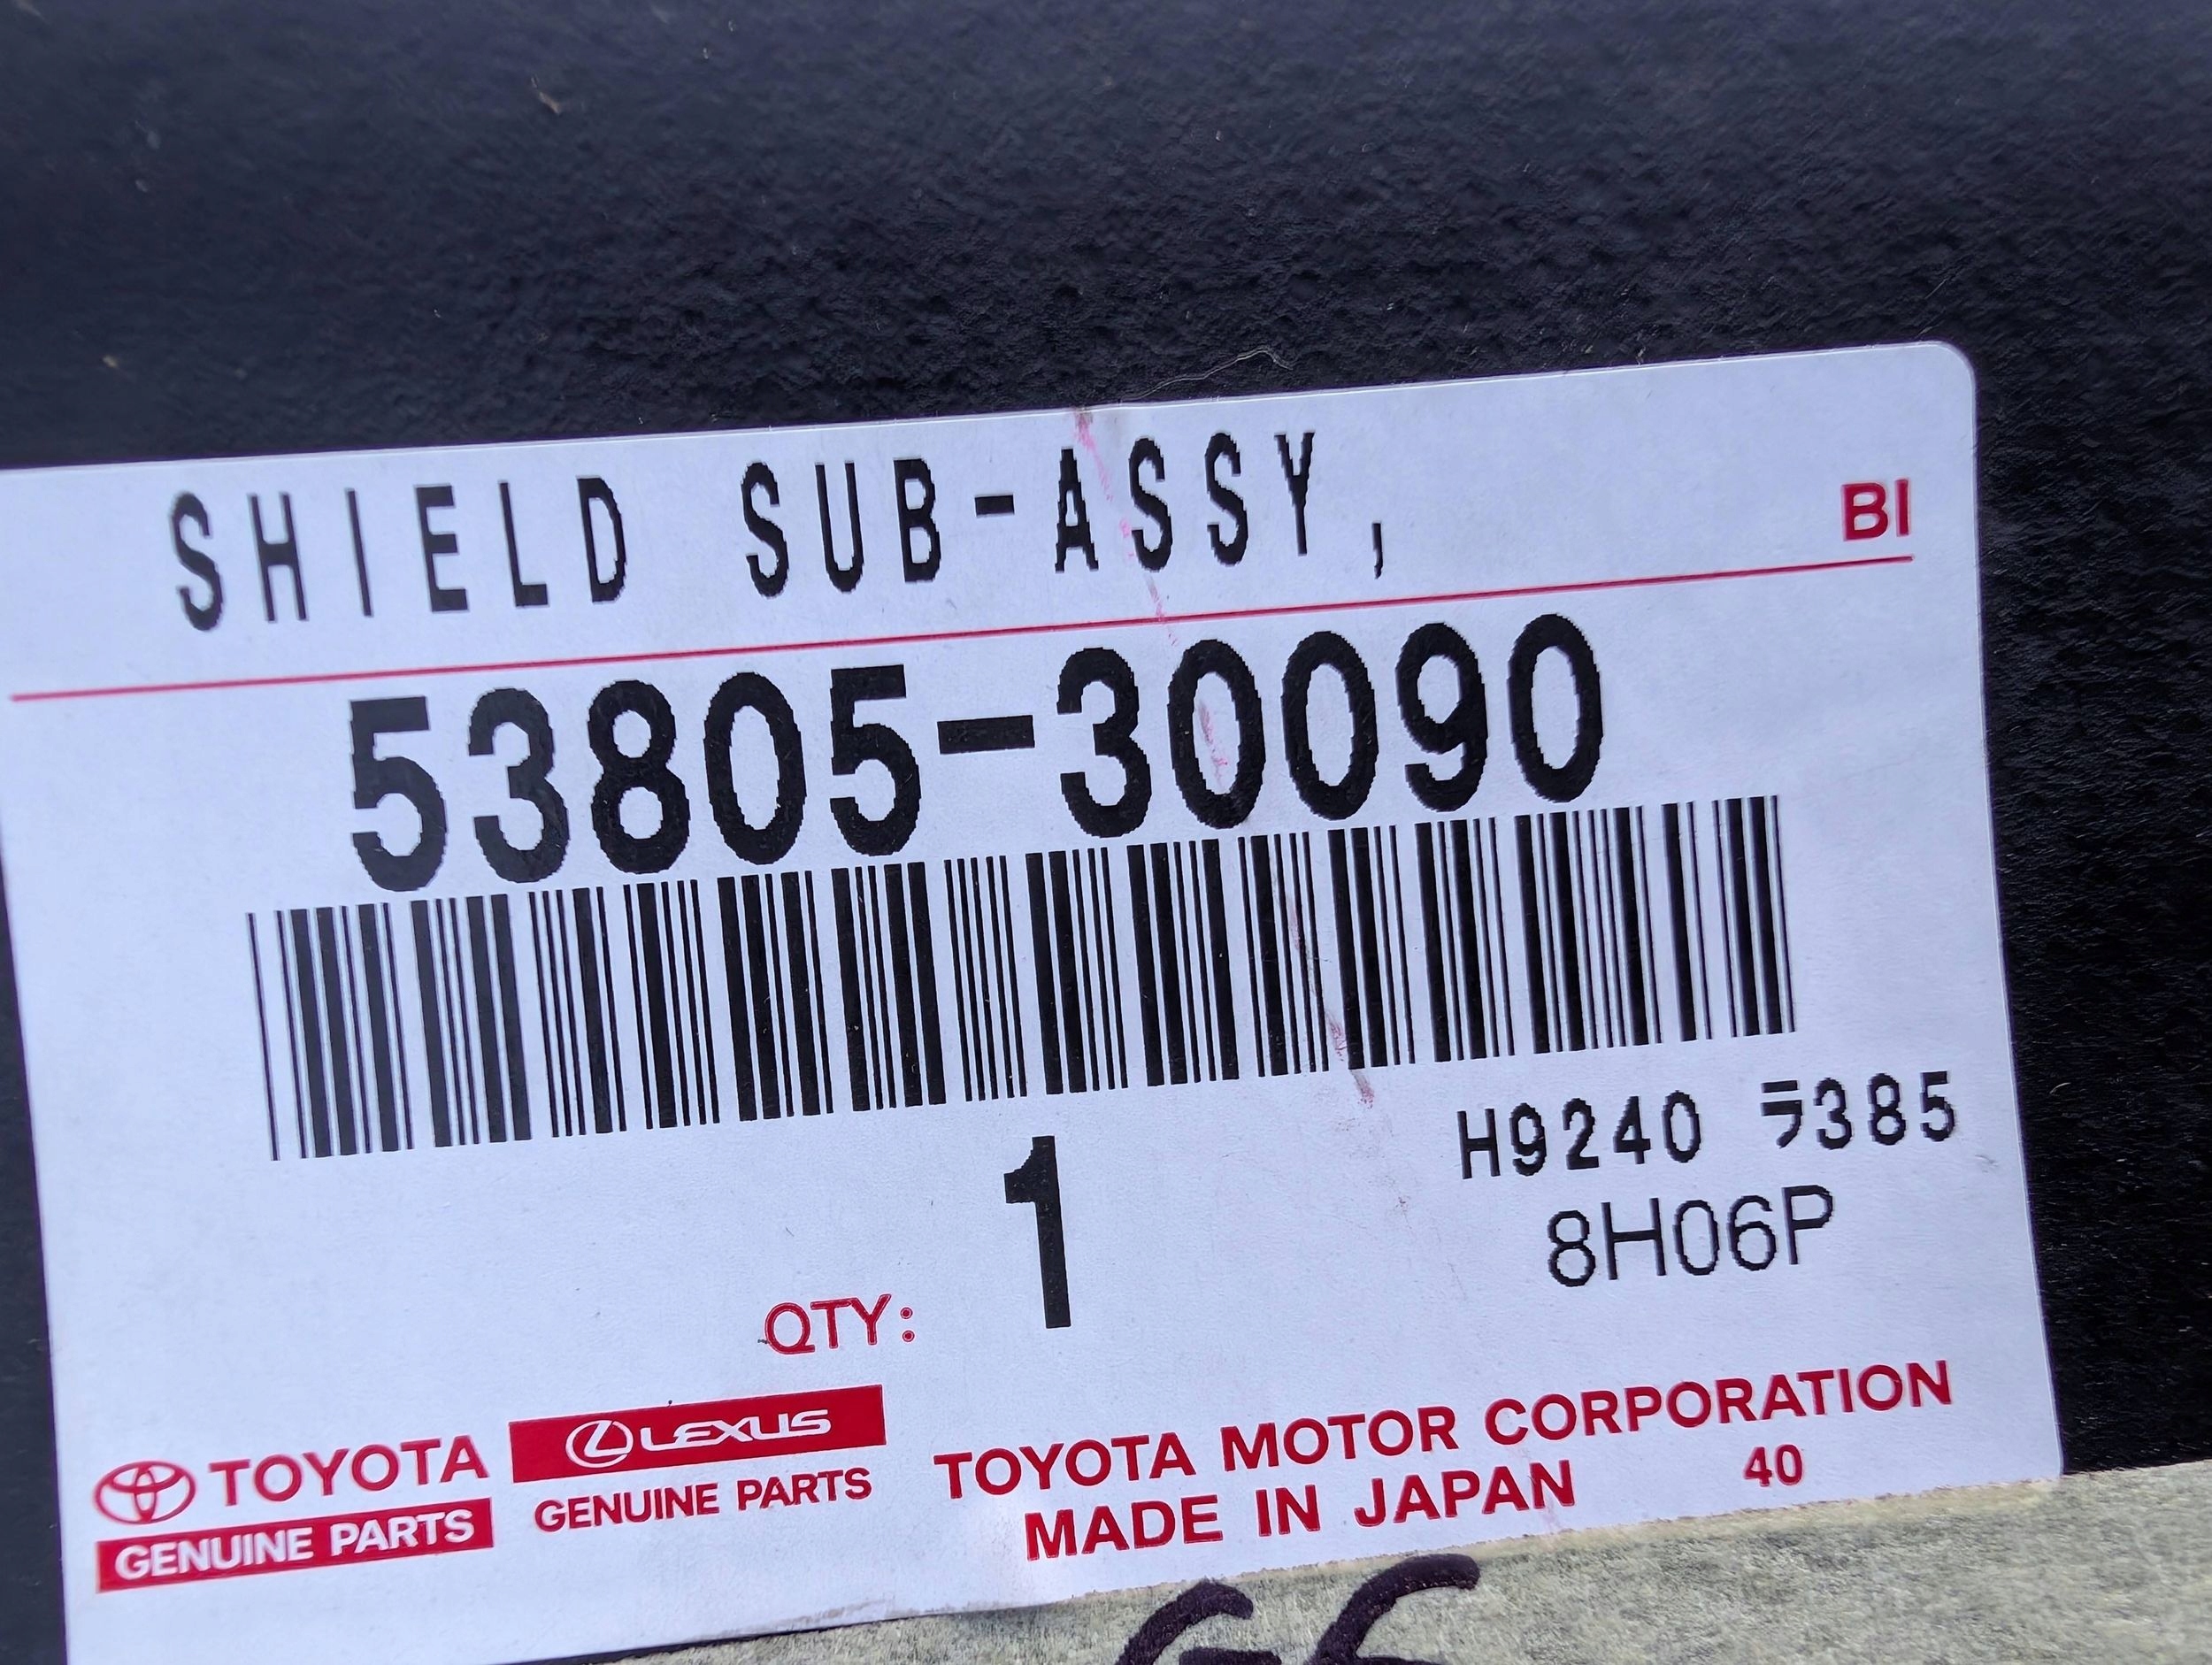 SHIELD SUB-ASSY,
BI
53805-30090
H9240 ラ385
8H06P
QTY: 1
TOYOTA
GENUINE PARTS
LEXUS
GENUINE PARTS
TOYOTA MOTOR CORPORATION
MADE IN JAPAN 40